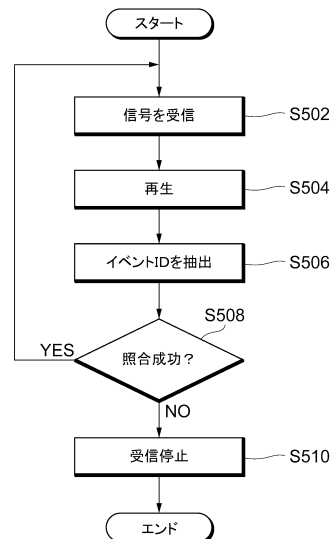 スタート
信号を受信
S502
再生
S504
イベントIDを抽出
S506
S508
YES
照合成功？
NO
受信停止
S510
エンド